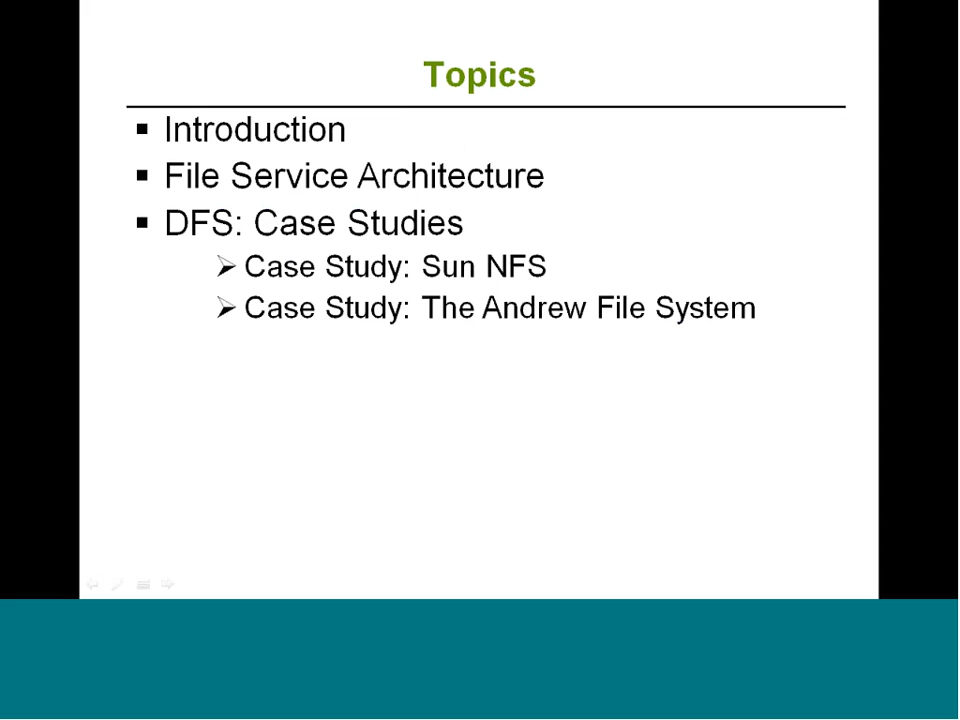 Topics
▪ Introduction
▪ File Service Architecture
▪ DFS: Case Studies
➢ Case Study: Sun NFS
➢ Case Study: The Andrew File System